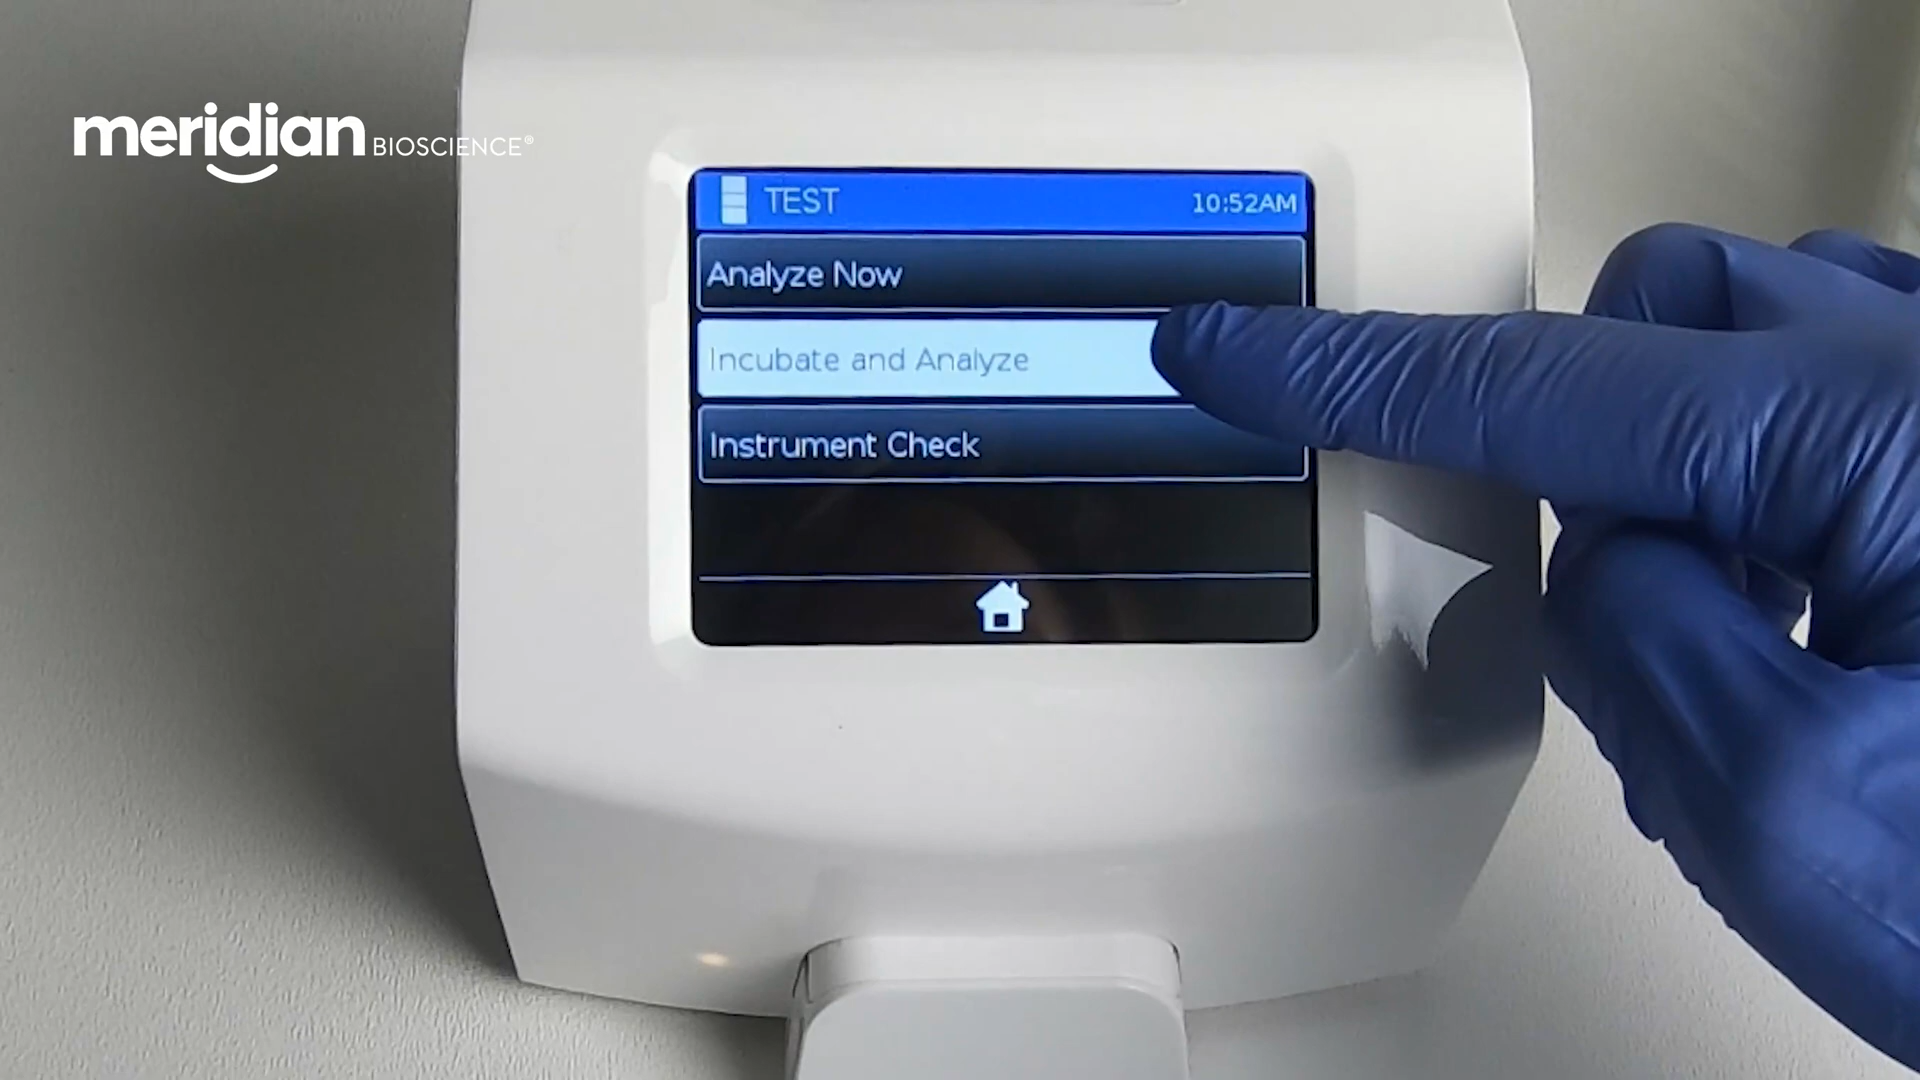 meridian BIOSCIENCE®
TEST 10:52AM
Analyze Now
Incubate and Analyze
Instrument Check